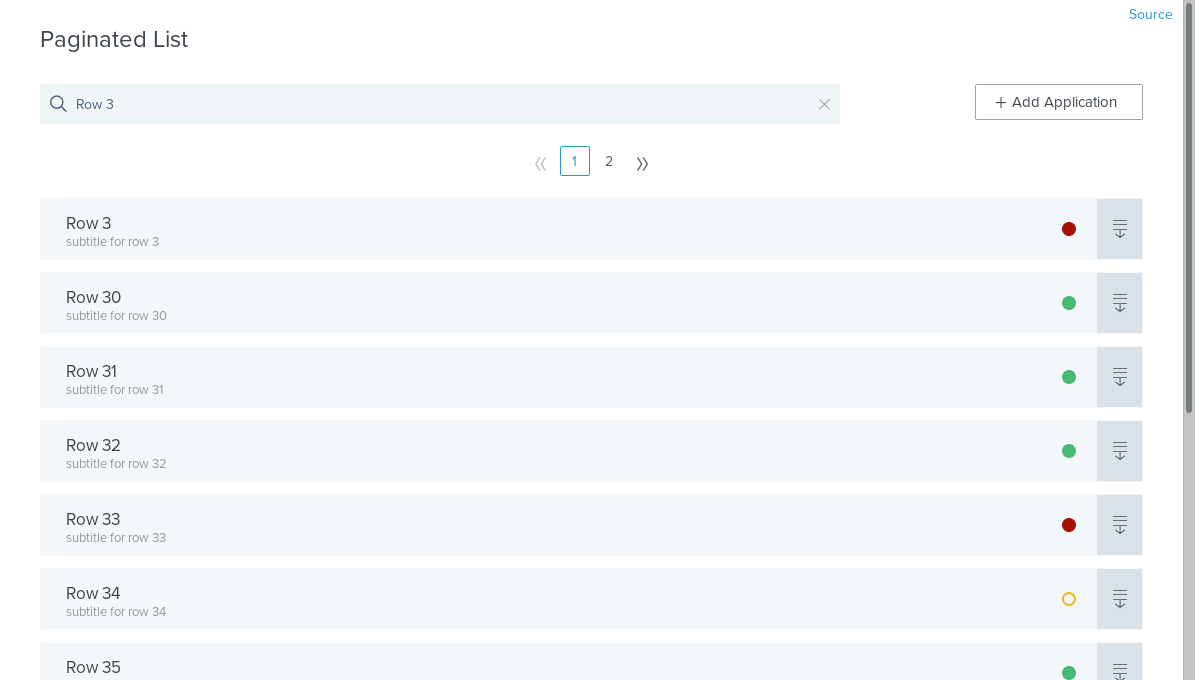 Source
Paginated List
Row 3
+ Add Application
« 1 2 »
Row 3
subtitle for row 3
Row 30
subtitle for row 30
Row 31
subtitle for row 31
Row 32
subtitle for row 32
Row 33
subtitle for row 33
Row 34
subtitle for row 34
Row 35